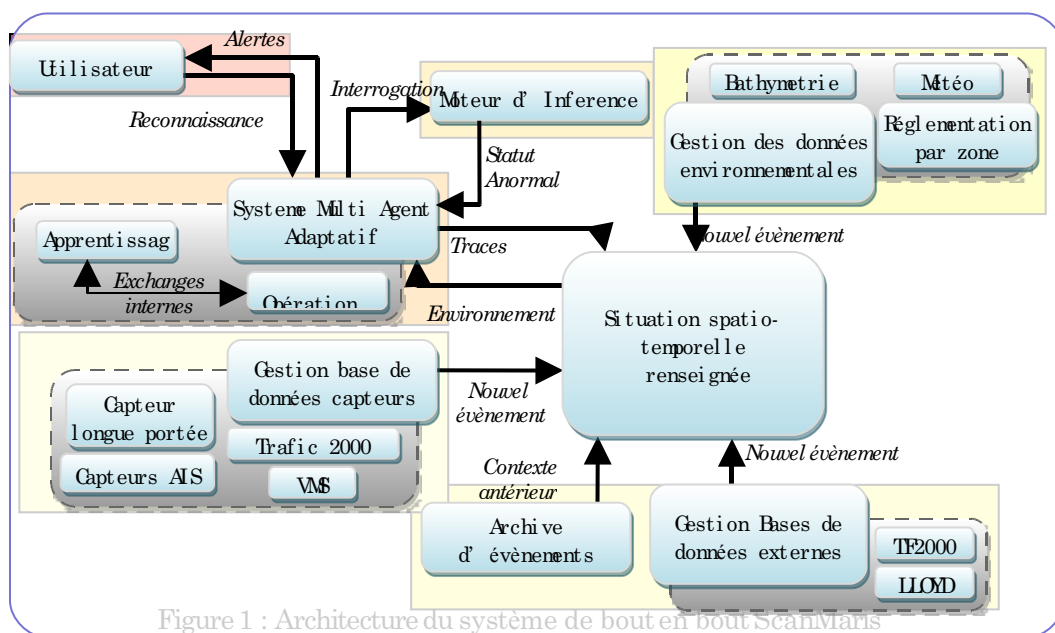 Alertes
Utilisateur
Reconnaissance
Interrogation
Moteur d' Inference
Statut
Anormal
Bathymetrie
Météo
Gestion des données
environnementales
Réglementation
par zone
Systeme Multi Agent
Adaptatif
Apprentissag
Exchanges
internes
Opération
Traces
Environnement
Nouvel évènement
Situation spatio-
temporelle
renseignée
Gestion base de
données capteurs
Capteur
longue portée
Trafic 2000
Capteurs AIS
VMS
Nouvel
évènement
Contexte
antérieur
Nouvel évènement
Archive
d' évènements
Gestion Bases de
données externes
TF2000
LLOYD
Figure 1 : Architecture du système de bout en bout ScanMaris